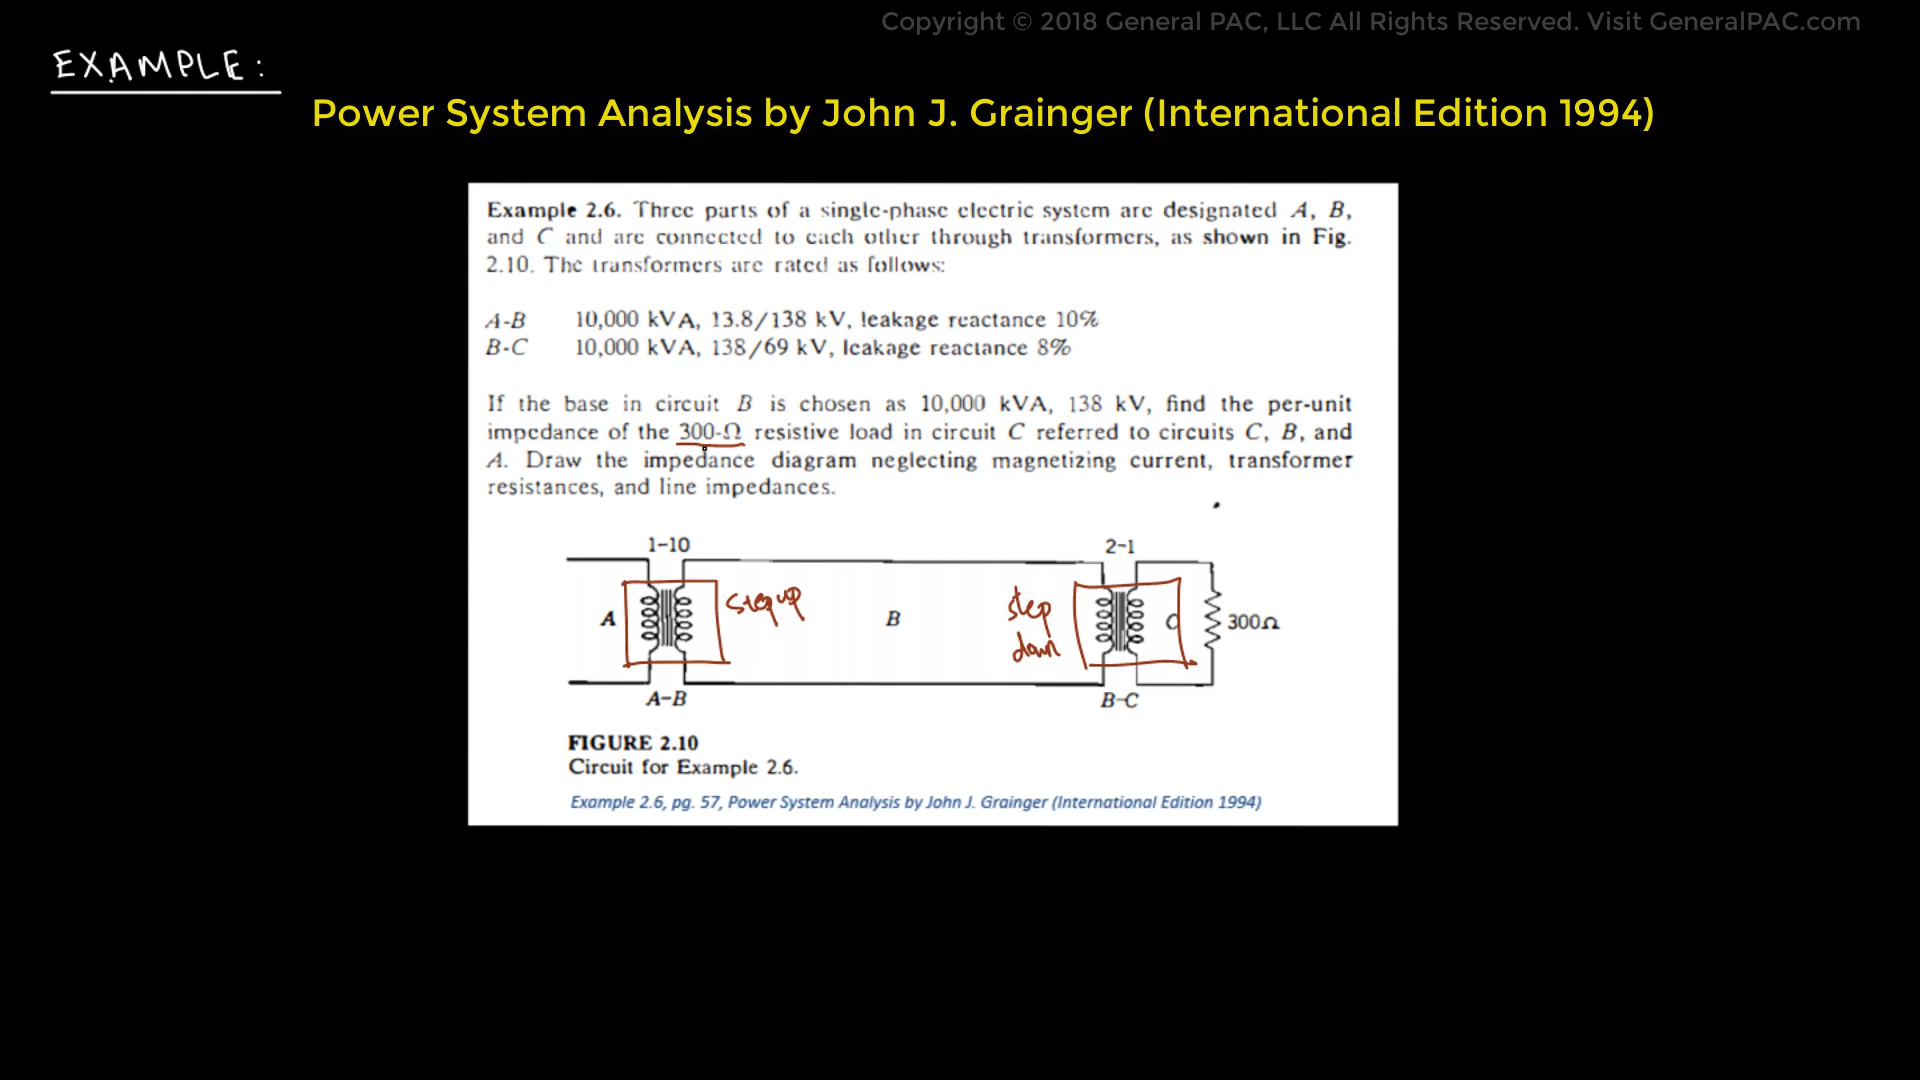 Copyright © 2018 General PAC, LLC All Rights Reserved. Visit GeneralPAC.com
EXAMPLE:
Power System Analysis by John J. Grainger (International Edition 1994)
Example 2.6. Three parts of a single-phase electric system are designated A, B,
and C and are connected to each other through transformers, as shown in Fig.
2.10. The transformers are rated as follows:
A-B 10,000 kVA, 13.8/138 kV, leakage reactance 10%
B-C 10,000 kVA, 138/69 kV, leakage reactance 8%
If the base in circuit B is chosen as 10,000 kVA, 138 kV, find the per-unit
impedance of the 300-Ω resistive load in circuit C referred to circuits C, B, and
A. Draw the impedance diagram neglecting magnetizing current, transformer
resistances, and line impedances.
1-10
2-1
A
step up
B
step
down
C
300Ω
A-B
B-C
FIGURE 2.10
Circuit for Example 2.6.
Example 2.6, pg. 57, Power System Analysis by John J. Grainger (International Edition 1994)